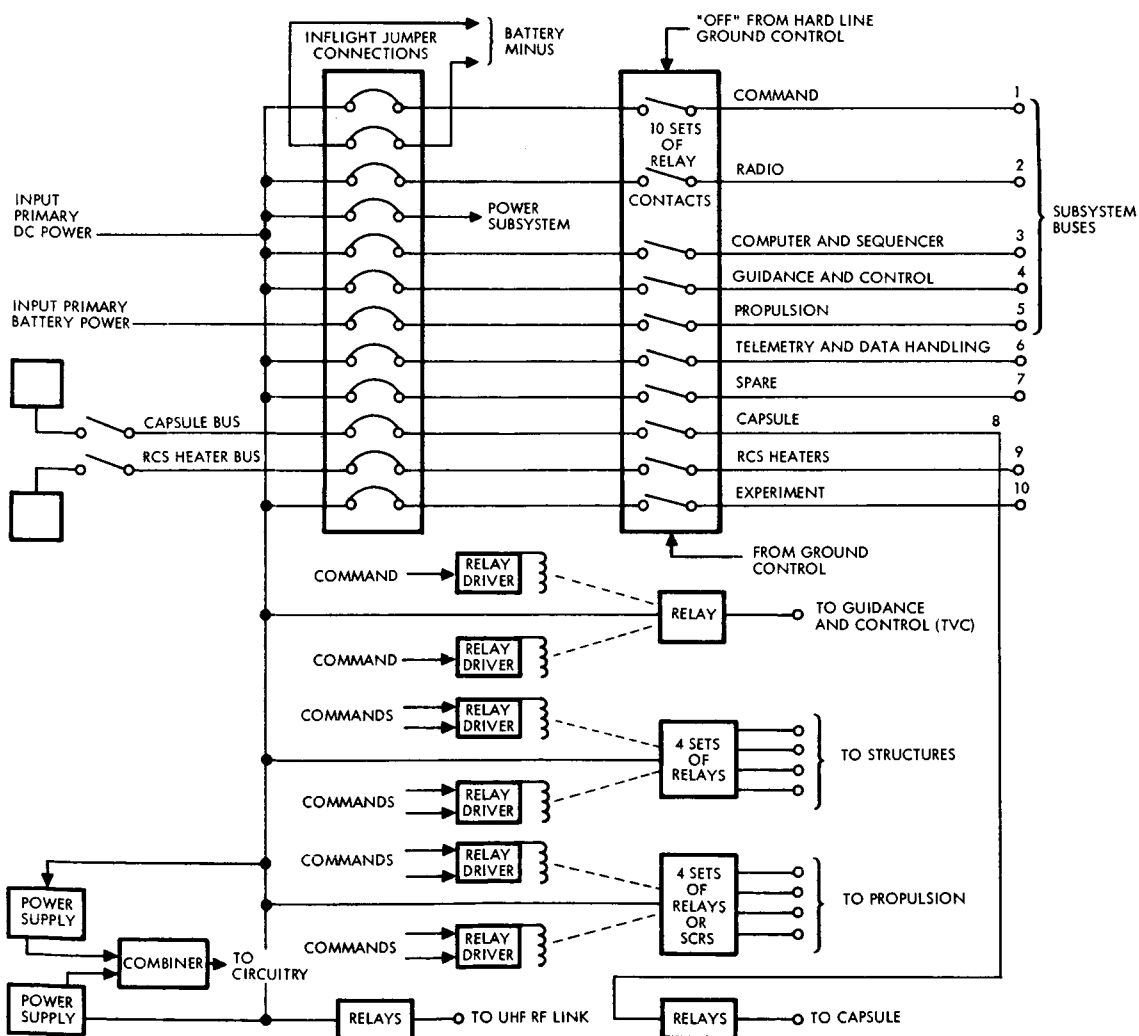 "OFF" FROM HARD LINE
GROUND CONTROL
INFLIGHT JUMPER
CONNECTIONS
BATTERY
MINUS
COMMAND
1
10 SETS
OF
RELAY
CONTACTS
RADIO
2
INPUT
PRIMARY
DC POWER
POWER
SUBSYSTEM
SUBSYSTEM
BUSES
COMPUTER AND SEQUENCER
3
GUIDANCE AND CONTROL
4
INPUT PRIMARY
BATTERY POWER
PROPULSION
5
TELEMETRY AND DATA HANDLING
6
SPARE
7
CAPSULE BUS
CAPSULE
8
RCS HEATER BUS
RCS HEATERS
9
EXPERIMENT
10
FROM GROUND
CONTROL
COMMAND
RELAY
DRIVER
RELAY
TO GUIDANCE
AND CONTROL (TVC)
COMMAND
RELAY
DRIVER
COMMANDS
RELAY
DRIVER
4 SETS
OF
RELAYS
TO STRUCTURES
COMMANDS
RELAY
DRIVER
COMMANDS
RELAY
DRIVER
4 SETS
OF
RELAYS
OR
SCRS
TO PROPULSION
COMMANDS
RELAY
DRIVER
POWER
SUPPLY
COMBINER
TO
CIRCUITRY
POWER
SUPPLY
RELAYS
TO UHF RF LINK
RELAYS
TO CAPSULE